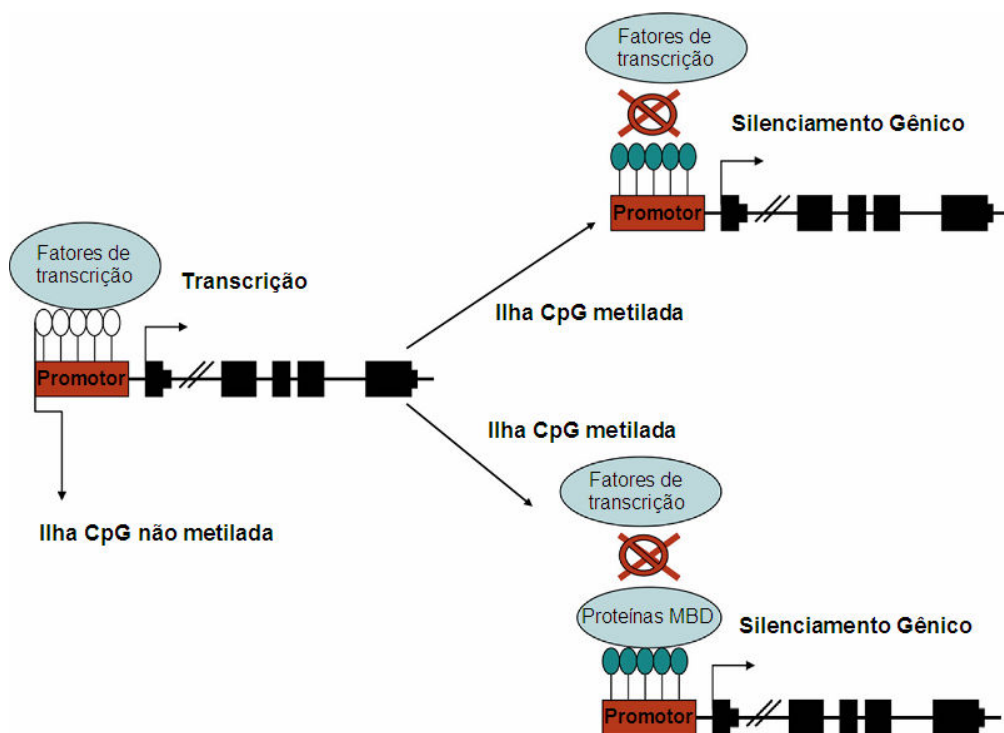 Fatores de
transcrição
Silenciamento Gênico
Promotor
Fatores de
transcrição
Transcrição
Ilha CpG metilada
Promotor
Ilha CpG metilada
Fatores de
transcrição
Ilha CpG não metilada
Proteínas MBD
Silenciamento Gênico
Promotor